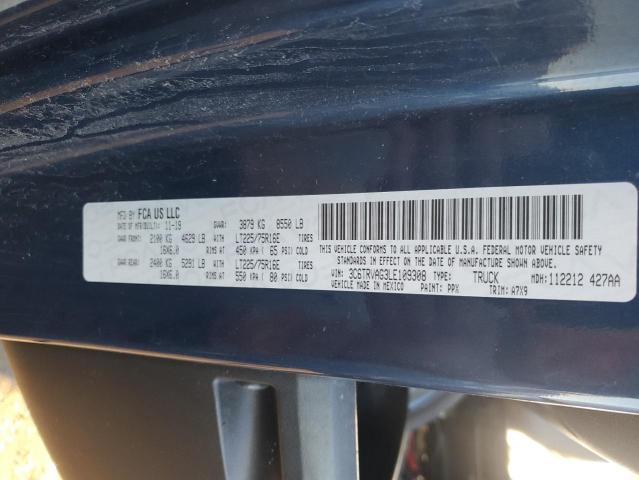 MFD BY FCA US LLC
DATE OF MFR(BUILT): 11-19 GVWR: 3879 KG 8550 LB
GAWR FRONT: 2100 KG 4629 LB WITH LT225/75R16E TIRES
16X6.0 RIMS AT 450 KPA/ 65 PSI/ COLD
GAWR REAR: 2400 KG 5291 LB WITH LT225/75R16E TIRES
16X6.0 RIMS AT 550 KPA/ 80 PSI/ COLD
THIS VEHICLE CONFORMS TO ALL APPLICABLE U.S.A. FEDERAL MOTOR VEHICLE SAFETY
STANDARDS IN EFFECT ON THE DATE OF MANUFACTURE SHOWN ABOVE.
VIN: 3C6TRVAG3LE109308 TYPE: TRUCK MDH: 112212 427AA
VEHICLE MADE IN MEXICO PAINT: PPX TRIM: A7X9